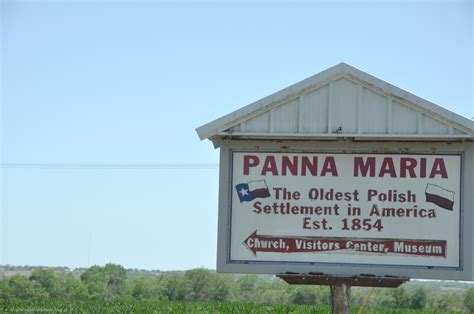 PANNA MARIA
The Oldest Polish
Settlement in America
Est. 1854
Church, Visitors Center, Museum